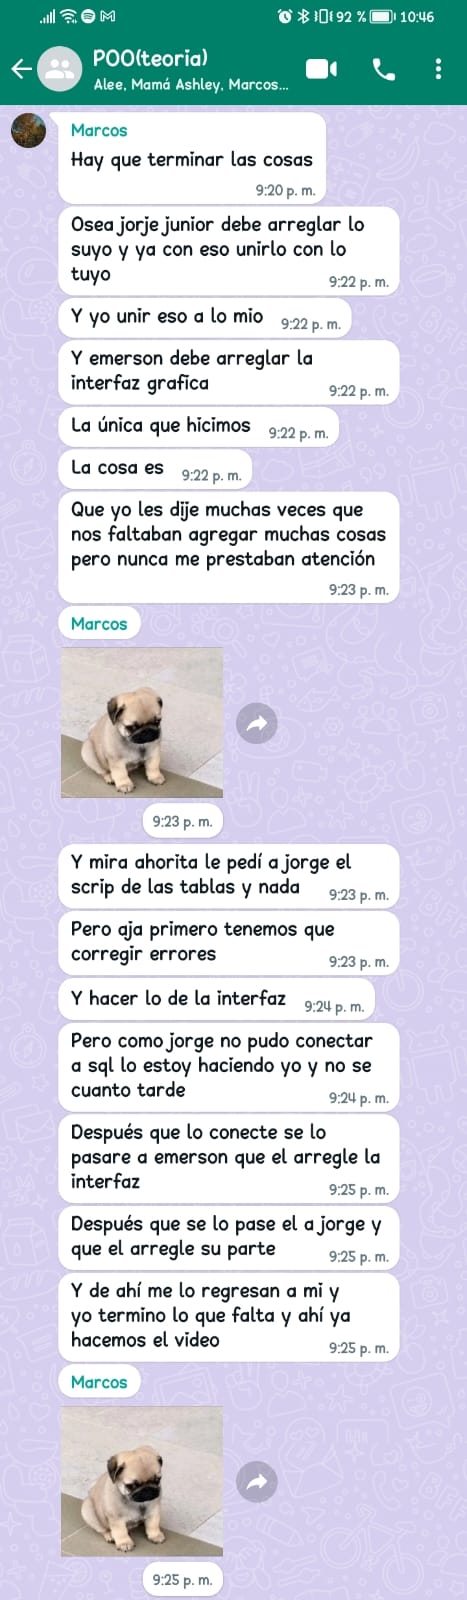 92 % 10:46
POO(teoria)
Alee, Mamá Ashley, Marcos...
Marcos
Hay que terminar las cosas
9:20 p. m.
Osea jorje junior debe arreglar lo
suyo y ya con eso unirlo con lo
tuyo 9:22 p. m.
Y yo unir eso a lo mio 9:22 p. m.
Y emerson debe arreglar la
interfaz grafica 9:22 p. m.
La única que hicimos 9:22 p. m.
La cosa es 9:22 p. m.
Que yo les dije muchas veces que
nos faltaban agregar muchas cosas
pero nunca me prestaban atención
9:23 p. m.
Marcos
9:23 p. m.
Y mira ahorita le pedí a jorge el
scrip de las tablas y nada 9:23 p. m.
Pero aja primero tenemos que
corregir errores 9:23 p. m.
Y hacer lo de la interfaz 9:24 p. m.
Pero como jorge no pudo conectar
a sql lo estoy haciendo yo y no se
cuanto tarde 9:24 p. m.
Después que lo conecte se lo
pasare a emerson que el arregle la
interfaz 9:25 p. m.
Después que se lo pase el a jorge y
que el arregle su parte 9:25 p. m.
Y de ahí me lo regresan a mi y
yo termino lo que falta y ahí ya
hacemos el video 9:25 p. m.
Marcos
9:25 p. m.